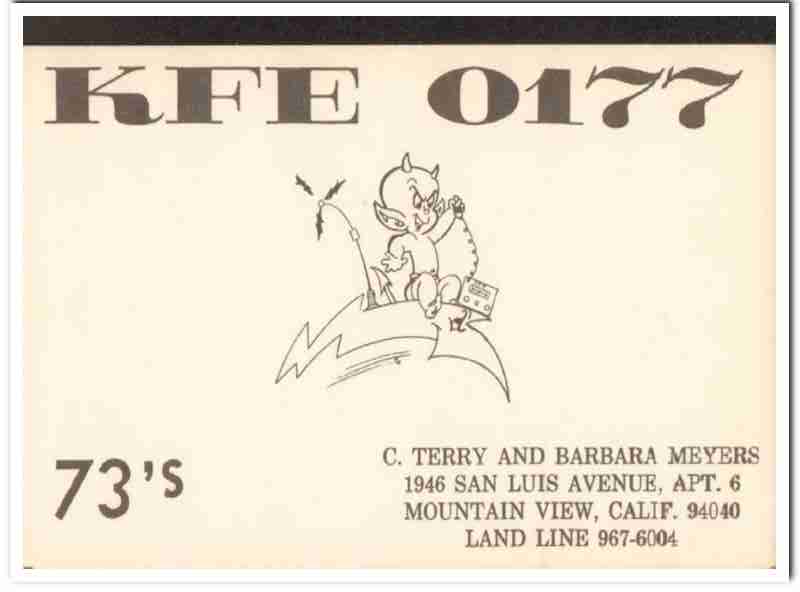 KFE 0177
73's
C. TERRY AND BARBARA MEYERS
1946 SAN LUIS AVENUE, APT. 6
MOUNTAIN VIEW, CALIF. 94040
LAND LINE 967-6004